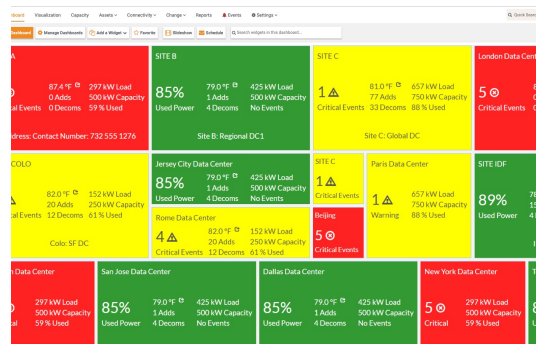 Visualization Capacity Assets Connectivity Change Reports Events Settings
Dashboard Manage Dashboards Add a Widget Favorite Slideshow Schedule Search widgets in this dashboard...
87.4 °F 297 kW Load
0 Adds 500 kW Capacity
0 Decoms 59 % Used
Contact Number: 732 555 1276
SITE B
85% 79.0 °F 425 kW Load
1 Adds 500 kW Capacity
Used Power 4 Decoms No Events
Site B: Regional DC1
SITE C
1 81.0 °F 657 kW Load
77 Adds 750 kW Capacity
Critical Events 33 Decoms 88 % Used
Site C: Global DC
London Data
5
Critical Events
COLO
82.0 °F 152 kW Load
20 Adds 250 kW Capacity
12 Decoms 61 % Used
Colo: SF DC
Jersey City Data Center
85% 79.0 °F 425 kW Load
1 Adds 500 kW Capacity
Used Power 4 Decoms No Events
Rome Data Center
4 82.0 °F 152 kW Load
20 Adds 250 kW Capacity
Critical Events 12 Decoms 61 % Used
SITE C
1
Critical Events
Beijing
5
Critical Events
Paris Data Center
1 657 kW Load
750 kW Capacity
Warning 88 % Used
SITE IDF
89%
Used Power
Data Center
297 kW Load
500 kW Capacity
59 % Used
San Jose Data Center
85% 79.0 °F 425 kW Load
1 Adds 500 kW Capacity
Used Power 4 Decoms No Events
Dallas Data Center
85% 79.0 °F 425 kW Load
1 Adds 500 kW Capacity
Used Power 4 Decoms No Events
New York Data Center
5 297 kW Load
500 kW Capacity
Critical 59 % Used